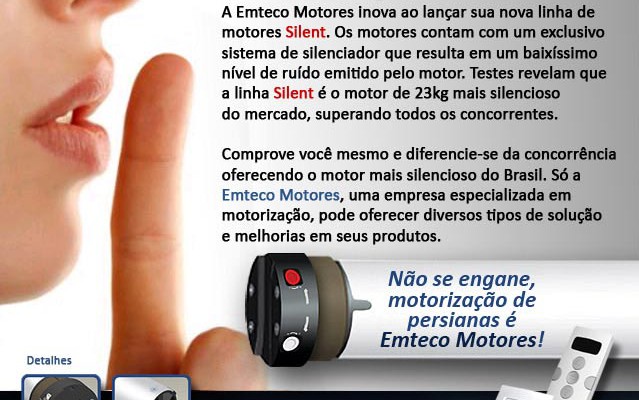 A Emteco Motores inova ao lançar sua nova linha de
motores Silent. Os motores contam com um exclusivo
sistema de silenciador que resulta em um baixíssimo
nível de ruído emitido pelo motor. Testes revelam que
a linha Silent é o motor de 23kg mais silencioso
do mercado, superando todos os concorrentes.
Comprove você mesmo e diferencie-se da concorrência
oferecendo o motor mais silencioso do Brasil. Só a
Emteco Motores, uma empresa especializada em
motorização, pode oferecer diversos tipos de solução
e melhorias em seus produtos.
Não se engane,
motorização de
persianas é
Emteco Motores!
Detalhes